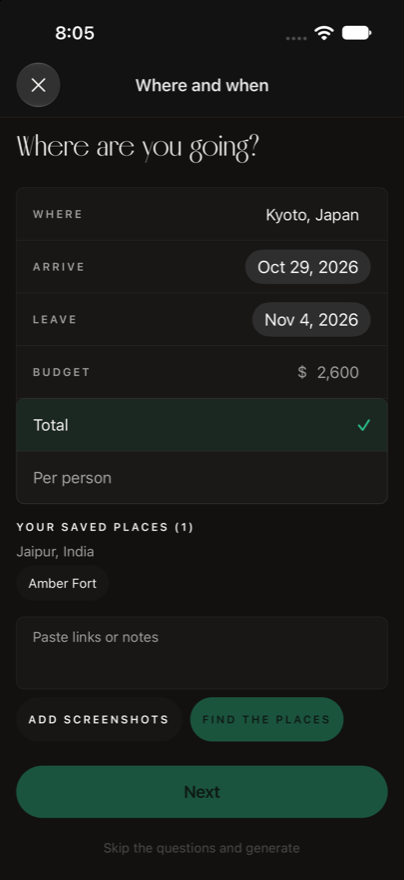 8:05
Where and when
Where are you going?
WHERE Kyoto, Japan
ARRIVE Oct 29, 2026
LEAVE Nov 4, 2026
BUDGET $ 2,600
Total
Per person
YOUR SAVED PLACES (1)
Jaipur, India
Amber Fort
Paste links or notes
ADD SCREENSHOTS FIND THE PLACES
Next
Skip the questions and generate